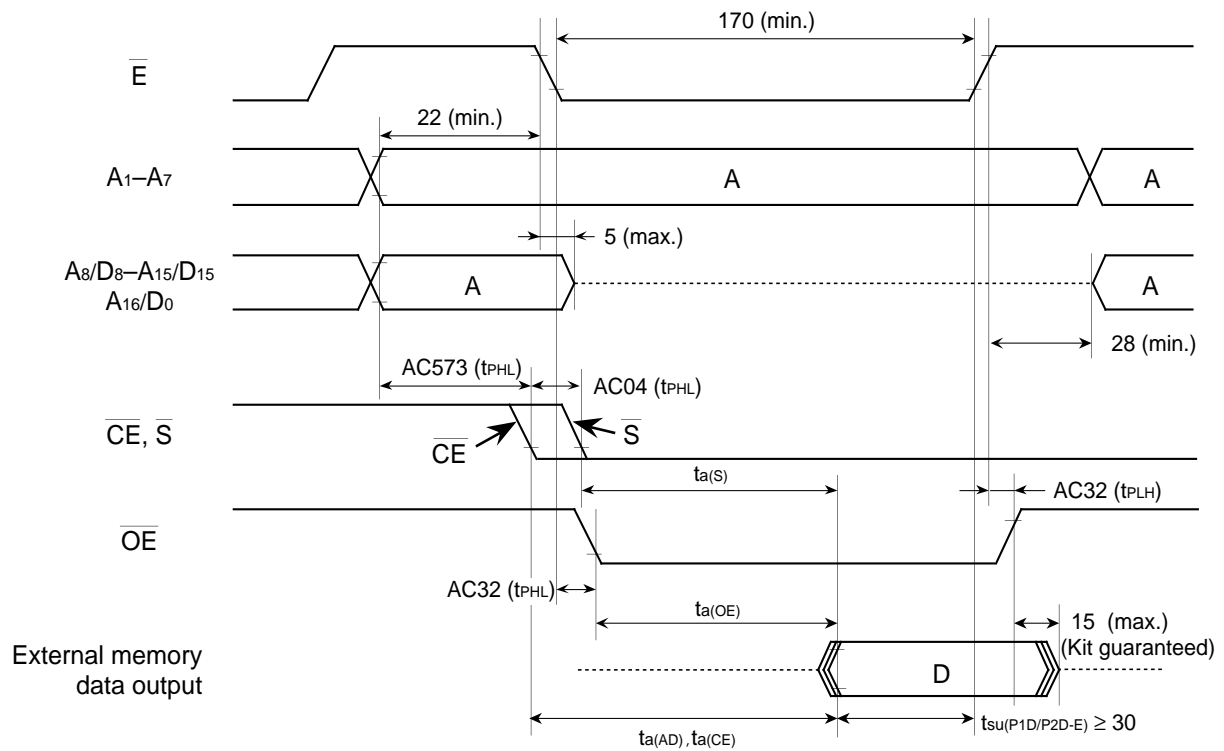 170 (min.)
E
22 (min.)
A1–A7
A
A
5 (max.)
A8/D8–A15/D15
A16/D0
A
A
28 (min.)
AC573 (tPHL)
AC04 (tPHL)
CE, S
CE
S
ta(S)
AC32 (tPLH)
OE
AC32 (tPHL)
ta(OE)
15 (max.)
(Kit guaranteed)
External memory
data output
D
tsu(P1D/P2D-E) ≥ 30
ta(AD) ,ta(CE)